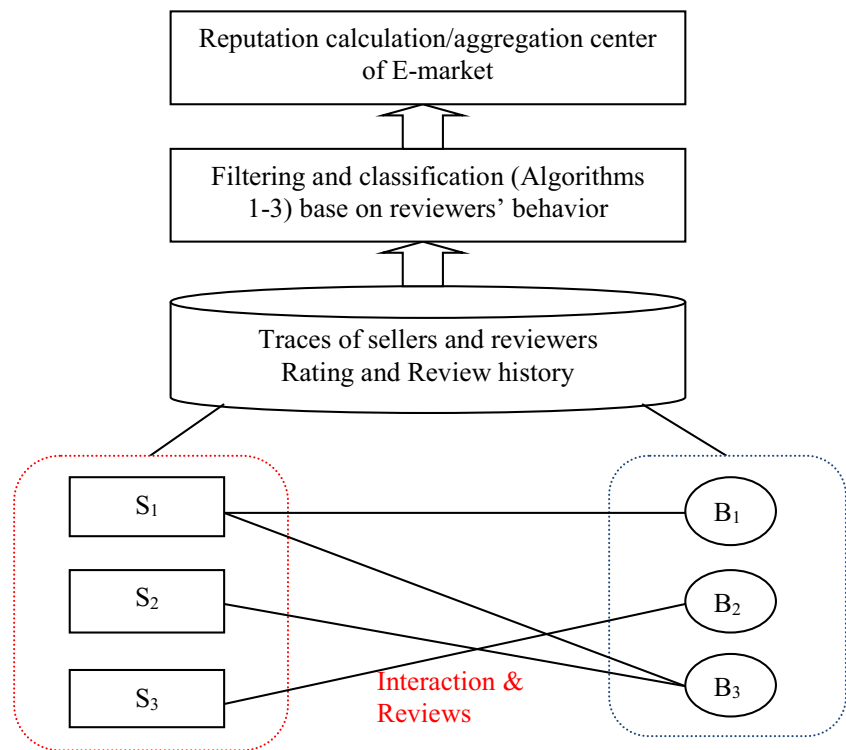 Reputation calculation/aggregation center
of E-market
Filtering and classification (Algorithms
1-3) base on reviewers’ behavior
Traces of sellers and reviewers
Rating and Review history
S₁
B₁
S₂
B₂
S₃
B₃
Interaction &
Reviews